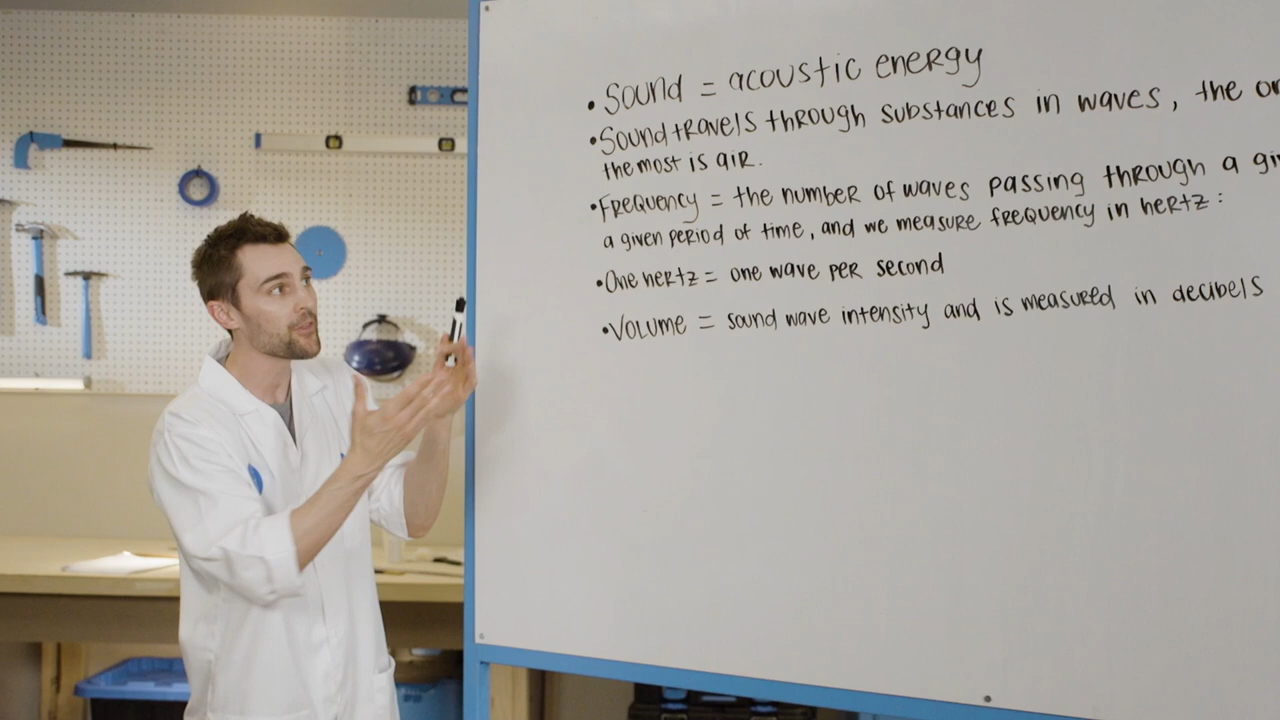 • Sound = acoustic energy
• Sound travels through substances in waves, the
the most is air.
• Frequency = the number of waves passing through a
a given period of time, and we measure frequency in hertz:
• One hertz = one wave per second
• Volume = sound wave intensity and is measured in decibels